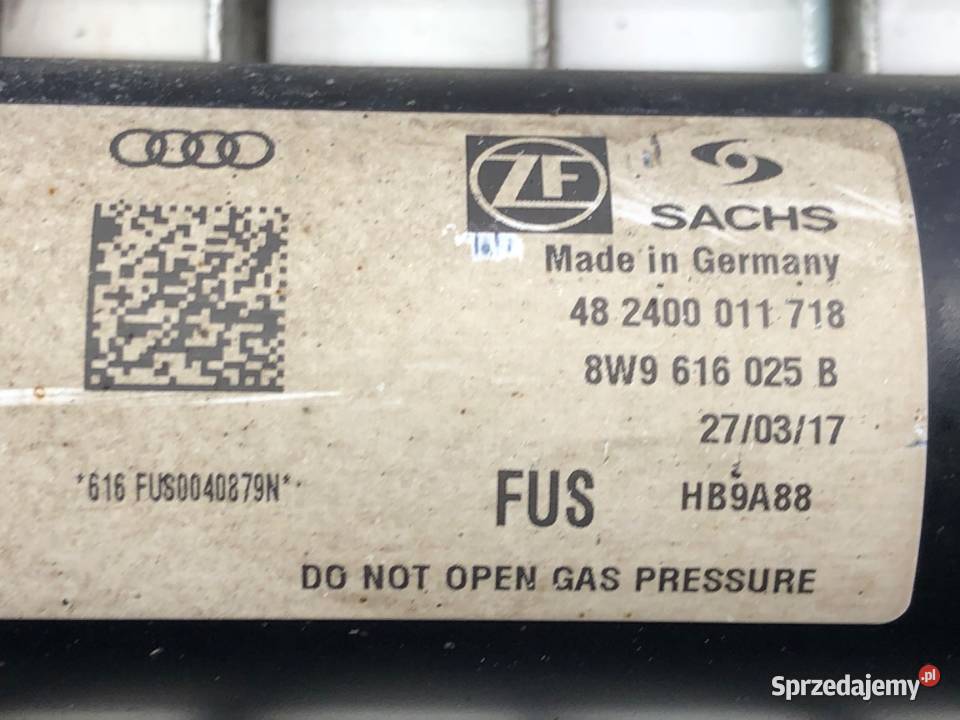 ZF
SACHS
Made in Germany
48 2400 011 718
8W9 616 025 B
27/03/17
*616 FUS0040879N*
FUS
HB9A88
DO NOT OPEN GAS PRESSURE
Sprzedajemy.pl